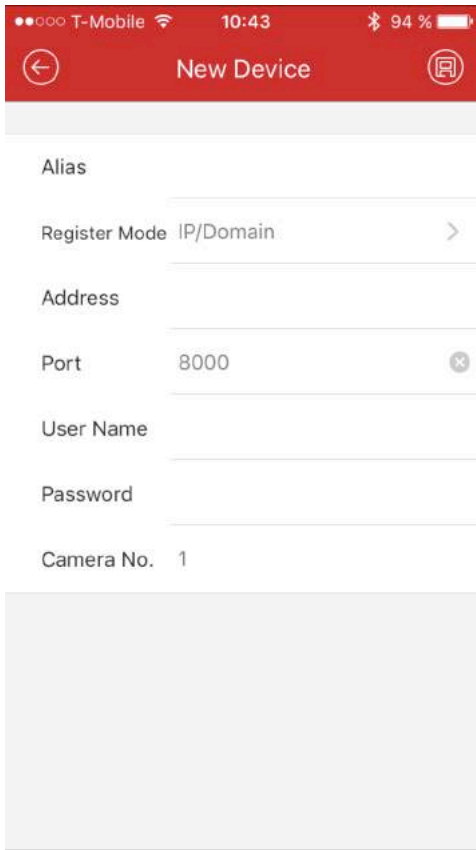 T-Mobile 10:43 94 %
New Device
Alias
Register Mode IP/Domain
Address
Port 8000
User Name
Password
Camera No. 1